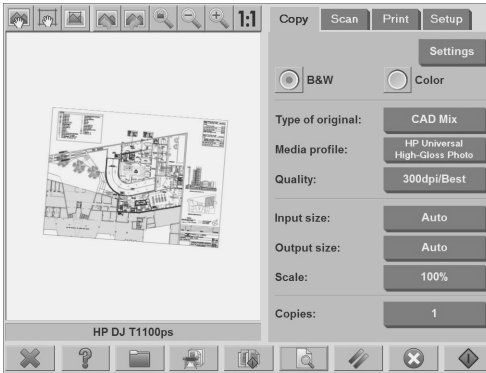 1:1
Copy
Scan
Print
Setup
Settings
B&W
Color
Type of original:
CAD Mix
Media profile:
HP Universal
High-Gloss Photo
Quality:
300dpi/Best
Input size:
Auto
Output size:
Auto
Scale:
100%
Copies:
1
HP DJ T1100ps
?